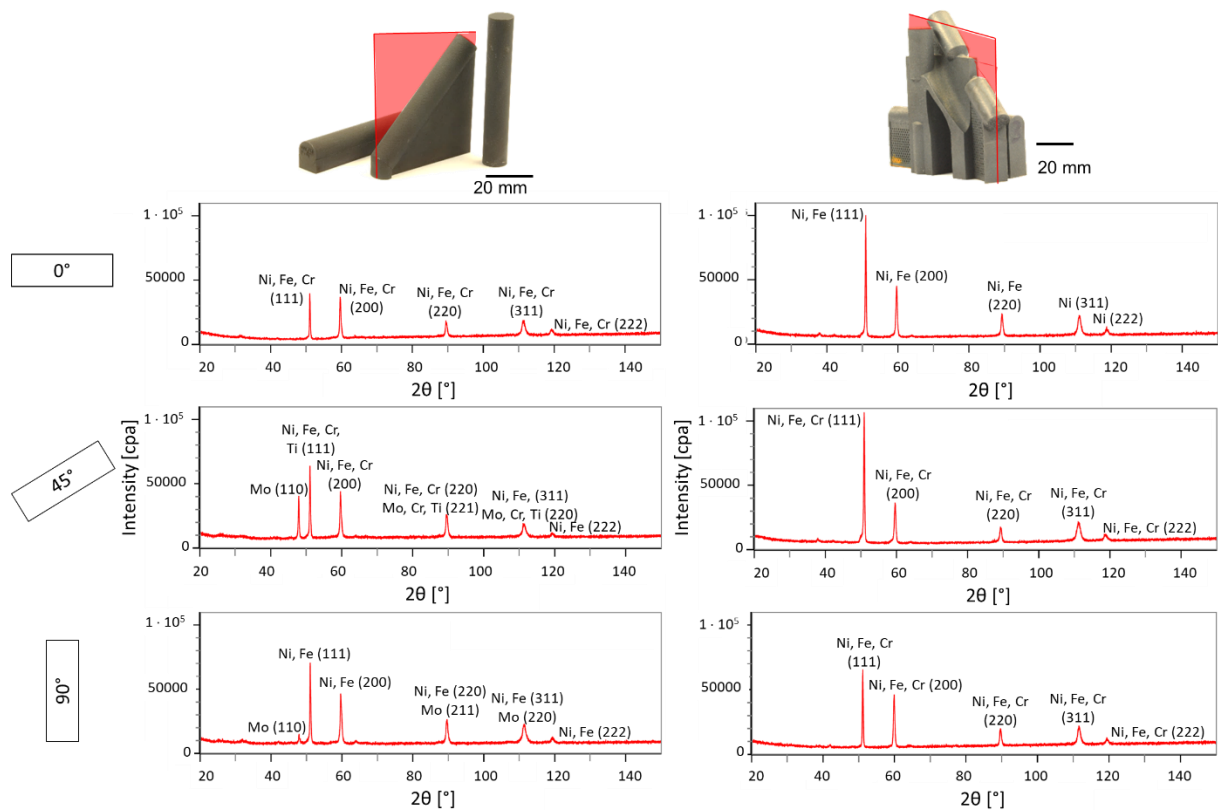 20 mm
20 mm
0°
1 · 10⁵
50000
0
Ni, Fe, Cr
(111)
Ni, Fe, Cr
(200)
Ni, Fe, Cr
(220)
Ni, Fe, Cr
(311)
Ni, Fe, Cr (222)
20 40 60 80 100 120 140
2θ [°]
1 · 10⁵
50000
0
Ni, Fe (111)
Ni, Fe (200)
Ni, Fe
(220)
Ni (311)
Ni (222)
20 40 60 80 100 120 140
2θ [°]
45°
Intensity [cpa]
1 · 10⁵
50000
0
Ni, Fe, Cr,
Ti (111)
Mo (110)
Ni, Fe, Cr
(200)
Ni, Fe, Cr (220)
Mo, Cr, Ti (221)
Ni, Fe, (311)
Mo, Cr, Ti (220)
Ni, Fe (222)
20 40 60 80 100 120 140
2θ [°]
Intensity [cpa]
1 · 10⁵
50000
0
Ni, Fe, Cr (111)
Ni, Fe, Cr
(200)
Ni, Fe, Cr
(220)
Ni, Fe, Cr
(311)
Ni, Fe, Cr (222)
20 40 60 80 100 120 140
2θ [°]
90°
1 · 10⁵
50000
0
Mo (110)
Ni, Fe (111)
Ni, Fe (200)
Ni, Fe (220)
Mo (211)
Ni, Fe (311)
Mo (220)
Ni, Fe (222)
20 40 60 80 100 120 140
2θ [°]
1 · 10⁵
50000
0
Ni, Fe, Cr
(111)
Ni, Fe, Cr (200)
Ni, Fe, Cr
(220)
Ni, Fe, Cr
(311)
Ni, Fe, Cr (222)
20 40 60 80 100 120 140
2θ [°]